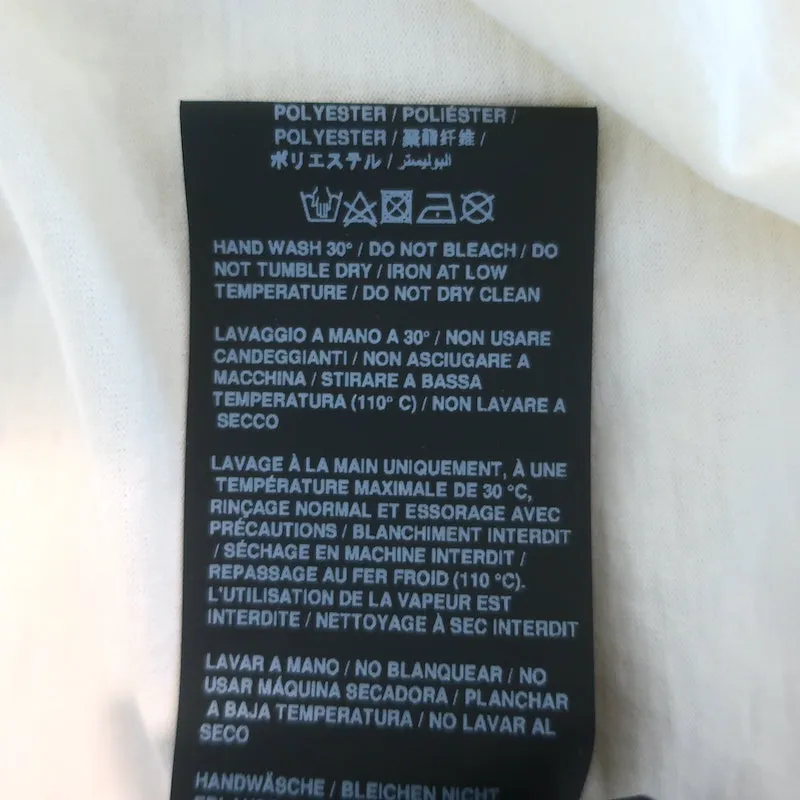 POLYESTER / POLIÉSTER /
POLYESTER / 聚酯纤维 /
ポリエステル / البوليستر
HAND WASH 30° / DO NOT BLEACH / DO
NOT TUMBLE DRY / IRON AT LOW
TEMPERATURE / DO NOT DRY CLEAN
LAVAGGIO A MANO A 30° / NON USARE
CANDEGGIANTI / NON ASCIUGARE A
MACCHINA / STIRARE A BASSA
TEMPERATURA (110° C) / NON LAVARE A
SECCO
LAVAGE À LA MAIN UNIQUEMENT, À UNE
TEMPÉRATURE MAXIMALE DE 30 °C,
RINÇAGE NORMAL ET ESSORAGE AVEC
PRÉCAUTIONS / BLANCHIMENT INTERDIT
/ SÉCHAGE EN MACHINE INTERDIT /
REPASSAGE AU FER FROID (110 °C).
L'UTILISATION DE LA VAPEUR EST
INTERDITE / NETTOYAGE À SEC INTERDIT
LAVAR A MANO / NO BLANQUEAR / NO
USAR MÁQUINA SECADORA / PLANCHAR
A BAJA TEMPERATURA / NO LAVAR AL
SECO
HANDWÄSCHE / BLEICHEN NICHT